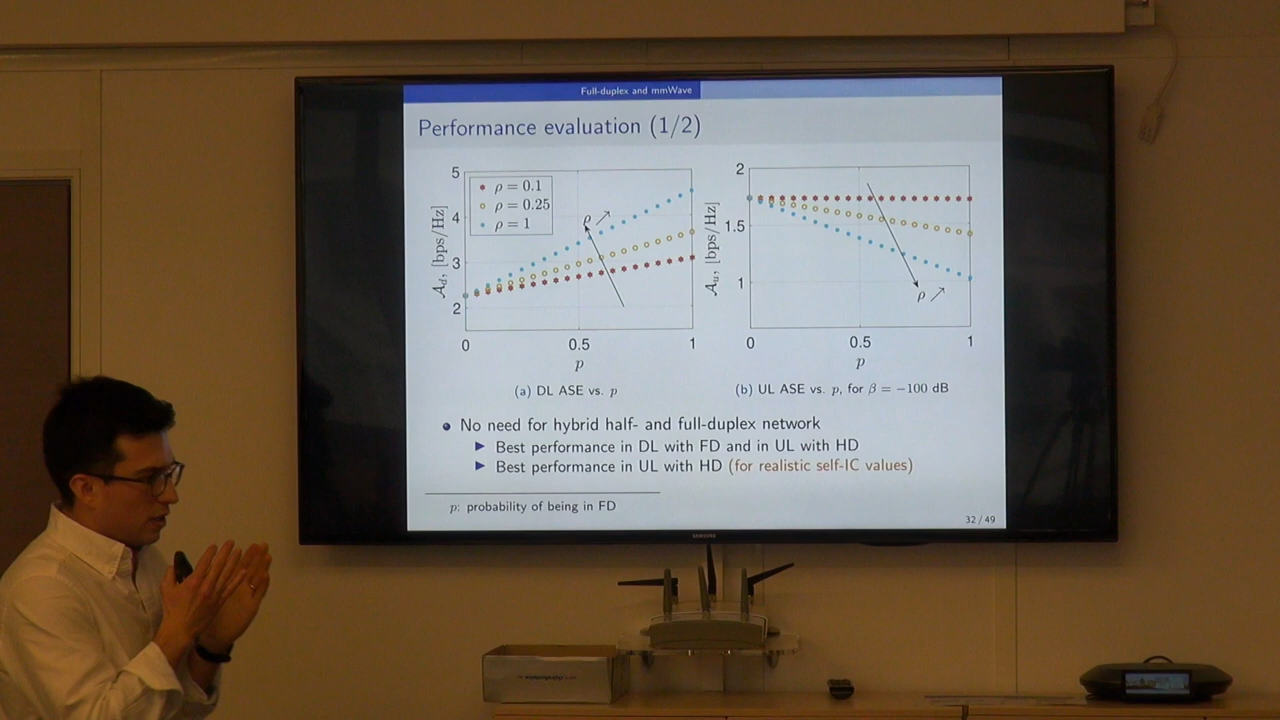 Full-duplex and mmWave
Performance evaluation (1/2)
5
4
3
2
0
0.5
1
p
𝒜d, [bps/Hz]
ρ = 0.1
ρ = 0.25
ρ = 1
ρ ↗
(a) DL ASE vs. p
2
1.5
1
0
0.5
1
p
𝒜u, [bps/Hz]
ρ ↗
(b) UL ASE vs. p, for β = −100 dB
No need for hybrid half- and full-duplex network
Best performance in DL with FD and in UL with HD
Best performance in UL with HD (for realistic self-IC values)
p: probability of being in FD
32 / 49
SAMSUNG